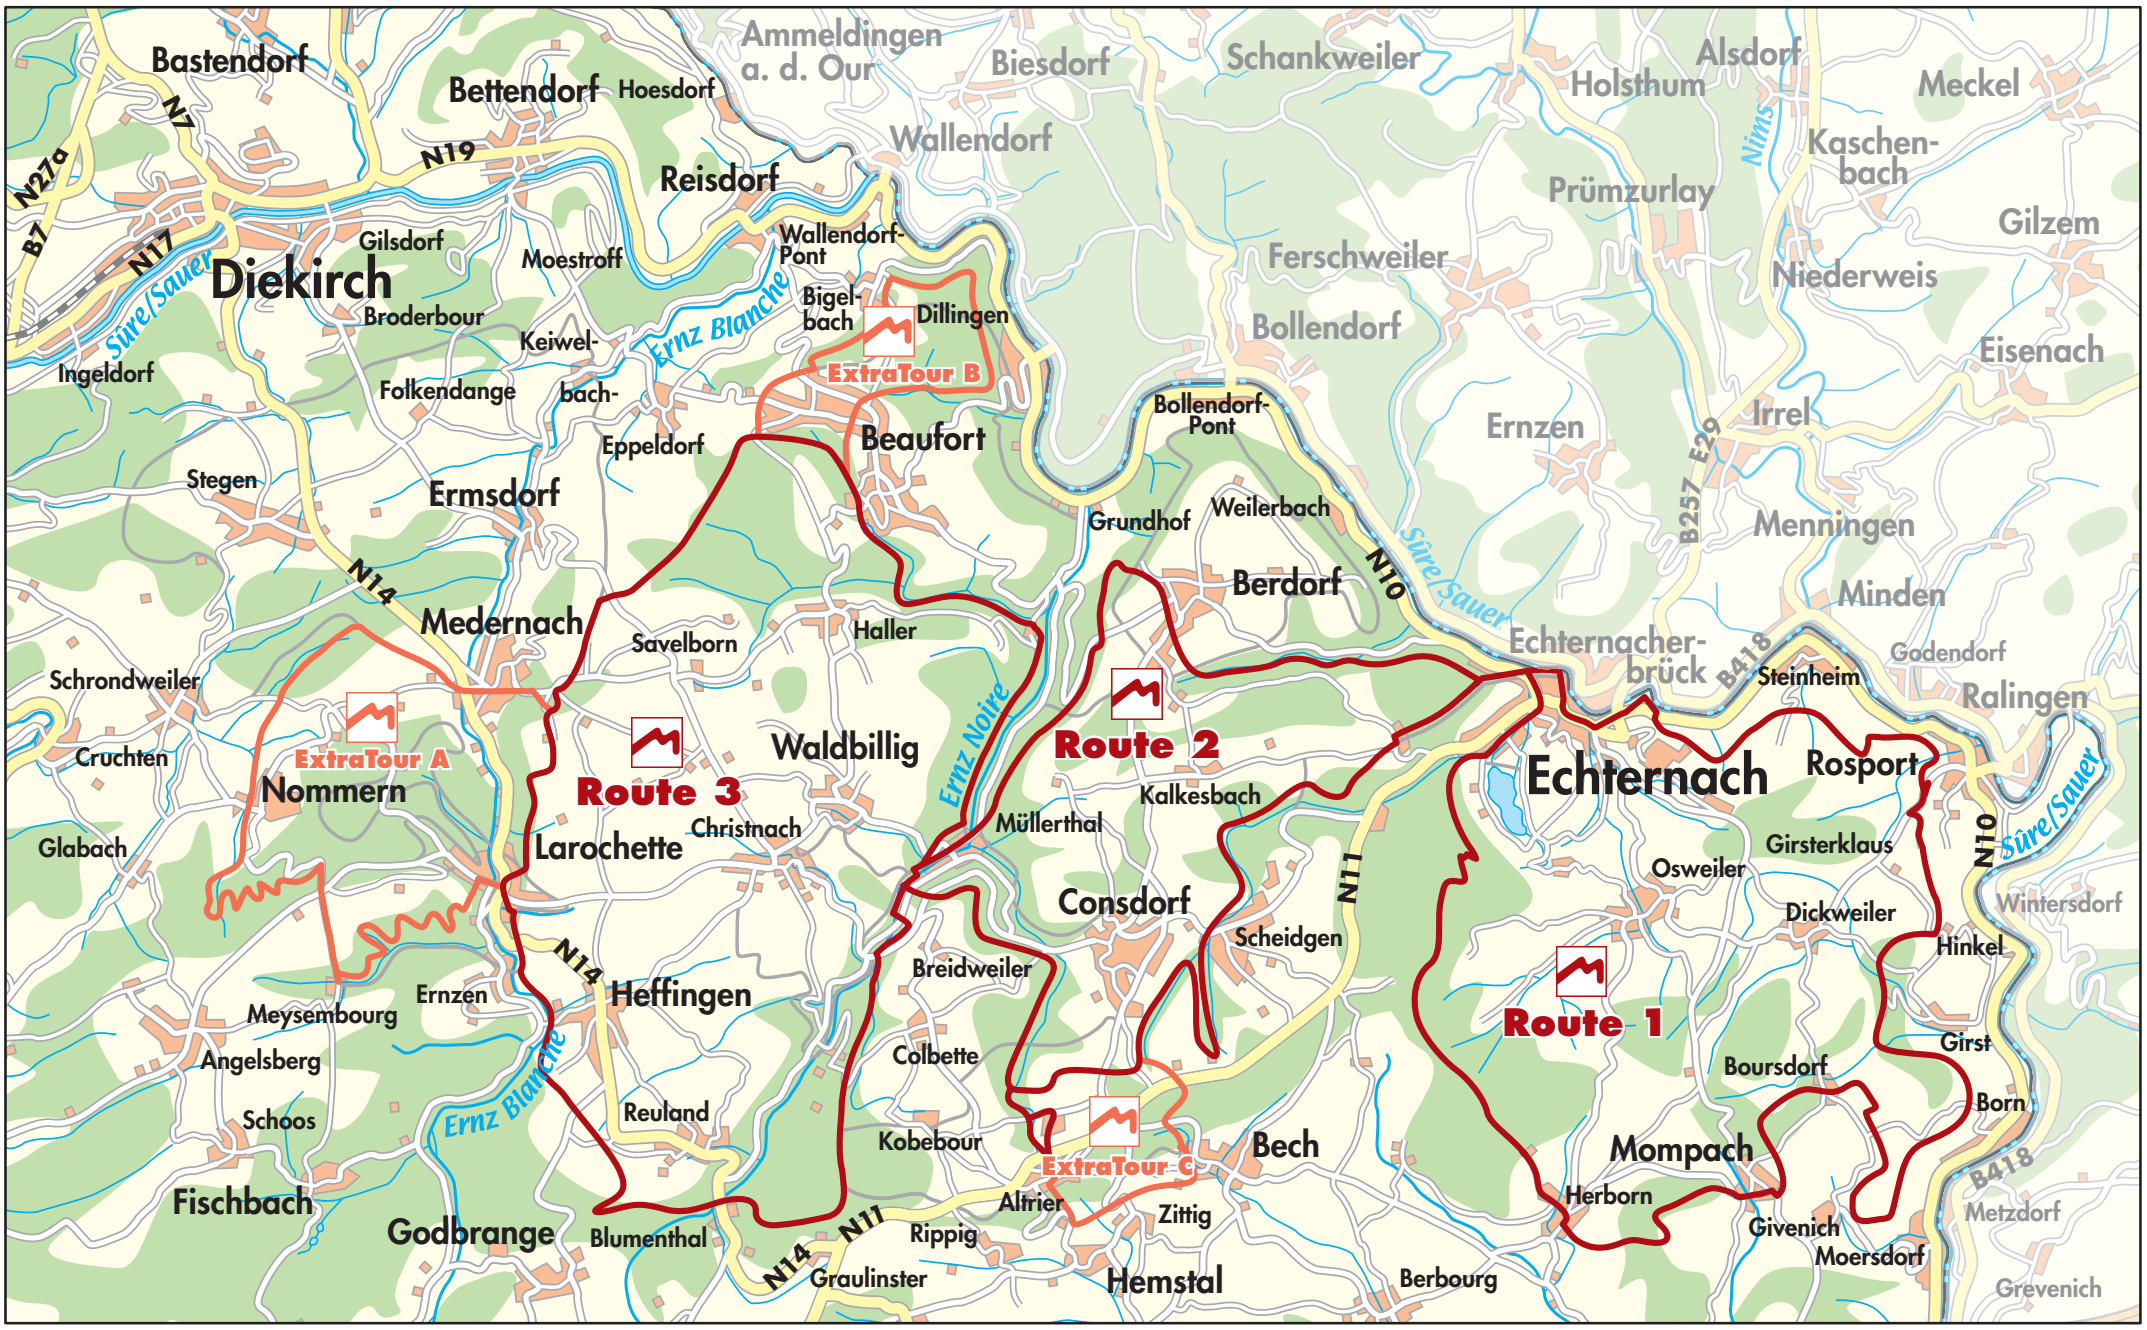 Ammeldingen
a. d. Our
Biesdorf
Schankweiler
Alsdorf
Holsthum
Meckel
Bastendorf
Bettendorf
Hoesdorf
N7
N19
N27a
B7
N17
Wallendorf
Nims
Kaschen-
bach
Prümzurlay
Gilzem
Reisdorf
Gilsdorf
Moestroff
Wallendorf-
Pont
Ferschweiler
Niederweis
Diekirch
Sûre/Sauer
Broderbour
Keiwel-
bach-
Ernz Blanche
Bigel-
bach
Dillingen
ExtraTour B
Bollendorf
Eisenach
Ingeldorf
Folkendange
Eppeldorf
Beaufort
Bollendorf-
Pont
Ernzen
Irrel
E29
B257
Stegen
Ermsdorf
Grundhof
Weilerbach
Menningen
N14
N10
Sûre/Sauer
Berdorf
Minden
Medernach
Savelborn
Haller
Echternacher-
brück
B418
Steinheim
Godendorf
Ralingen
Schrondweiler
Cruchten
ExtraTour A
Nommern
Route 3
Waldbillig
Ernz Noire
Route 2
Kalkesbach
Echternach
Rosport
Sûre/Sauer
N10
Glabach
Larochette
Christnach
Müllerthal
N11
Girsterklaus
Osweiler
Consdorf
Scheidgen
Dickweiler
Wintersdorf
Hinkel
N14
Heffingen
Ernzen
Meysembourg
Breidweiler
Route 1
Angelsberg
Colbette
Girst
Boursdorf
Ernz Blanche
Schoos
Reuland
Kobebour
ExtraTour C
Bech
Mompach
Born
B418
Fischbach
Godbrange
Blumenthal
Altrier
Zittig
Herborn
Givenich
Metzdorf
N14
N11
Rippig
Graulinster
Hemstal
Berbourg
Moersdorf
Grevenich